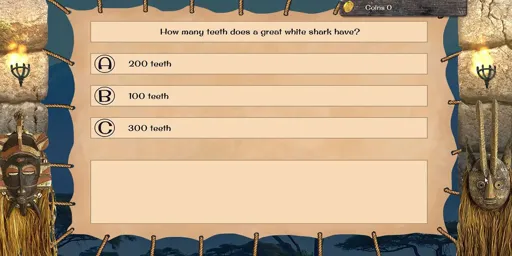 Coins 0
How many teeth does a great white shark have?
A 200 teeth
B 100 teeth
C 300 teeth